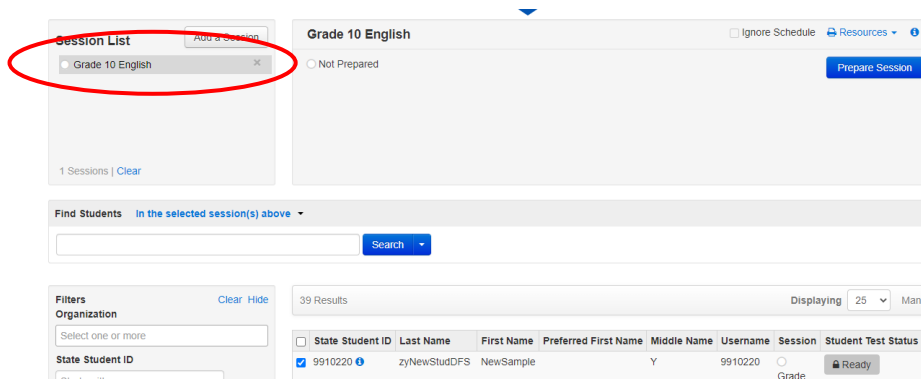 Session List
Add a Session
Grade 10 English
1 Sessions | Clear
Grade 10 English
Ignore Schedule
Resources
Not Prepared
Prepare Session
Find Students In the selected session(s) above
Search
Filters
Clear Hide
Organization
Select one or more
State Student ID
39 Results
Displaying 25 Man
State Student ID Last Name First Name Preferred First Name Middle Name Username Session Student Test Status
9910220 zyNewStudDFS NewSample Y 9910220 Ready
Grade